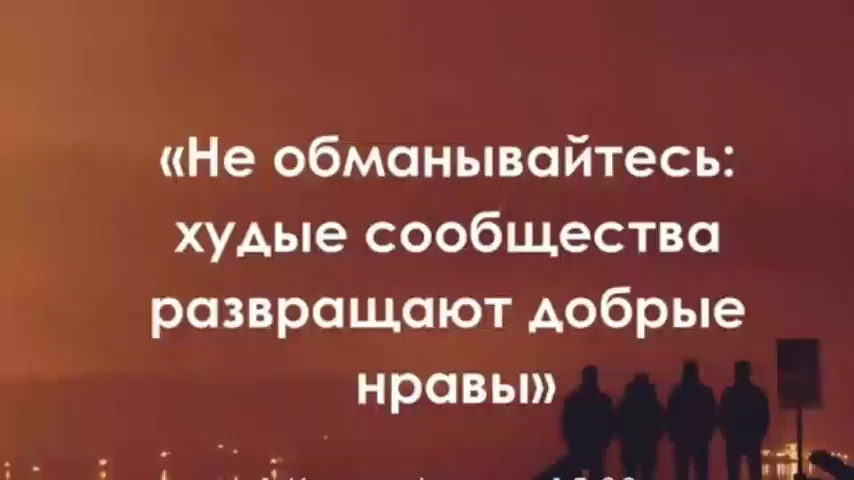 «Не обманывайтесь:
худые сообщества
развращают добрые
нравы»